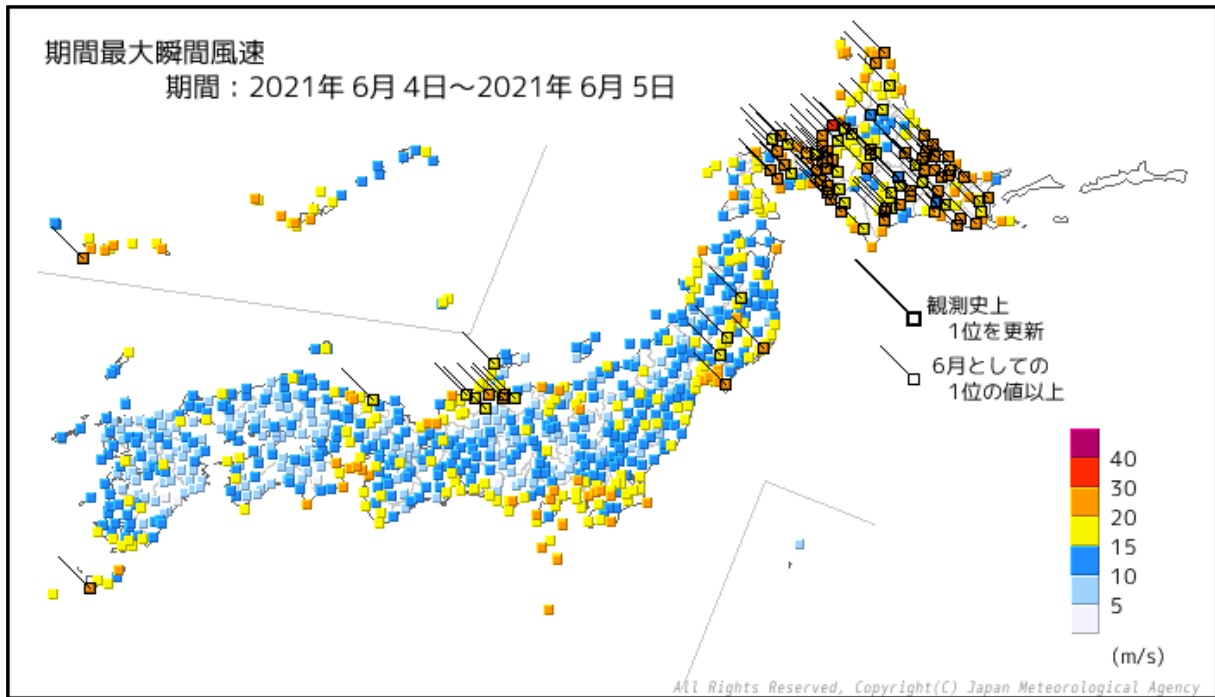 期間最大瞬間風速
期間：2021年 6月 4日～2021年 6月 5日
観測史上
1位を更新
6月としての
1位の値以上
40
30
20
15
10
5
(m/s)
All Rights Reserved, Copyright(C) Japan Meteorological Agency